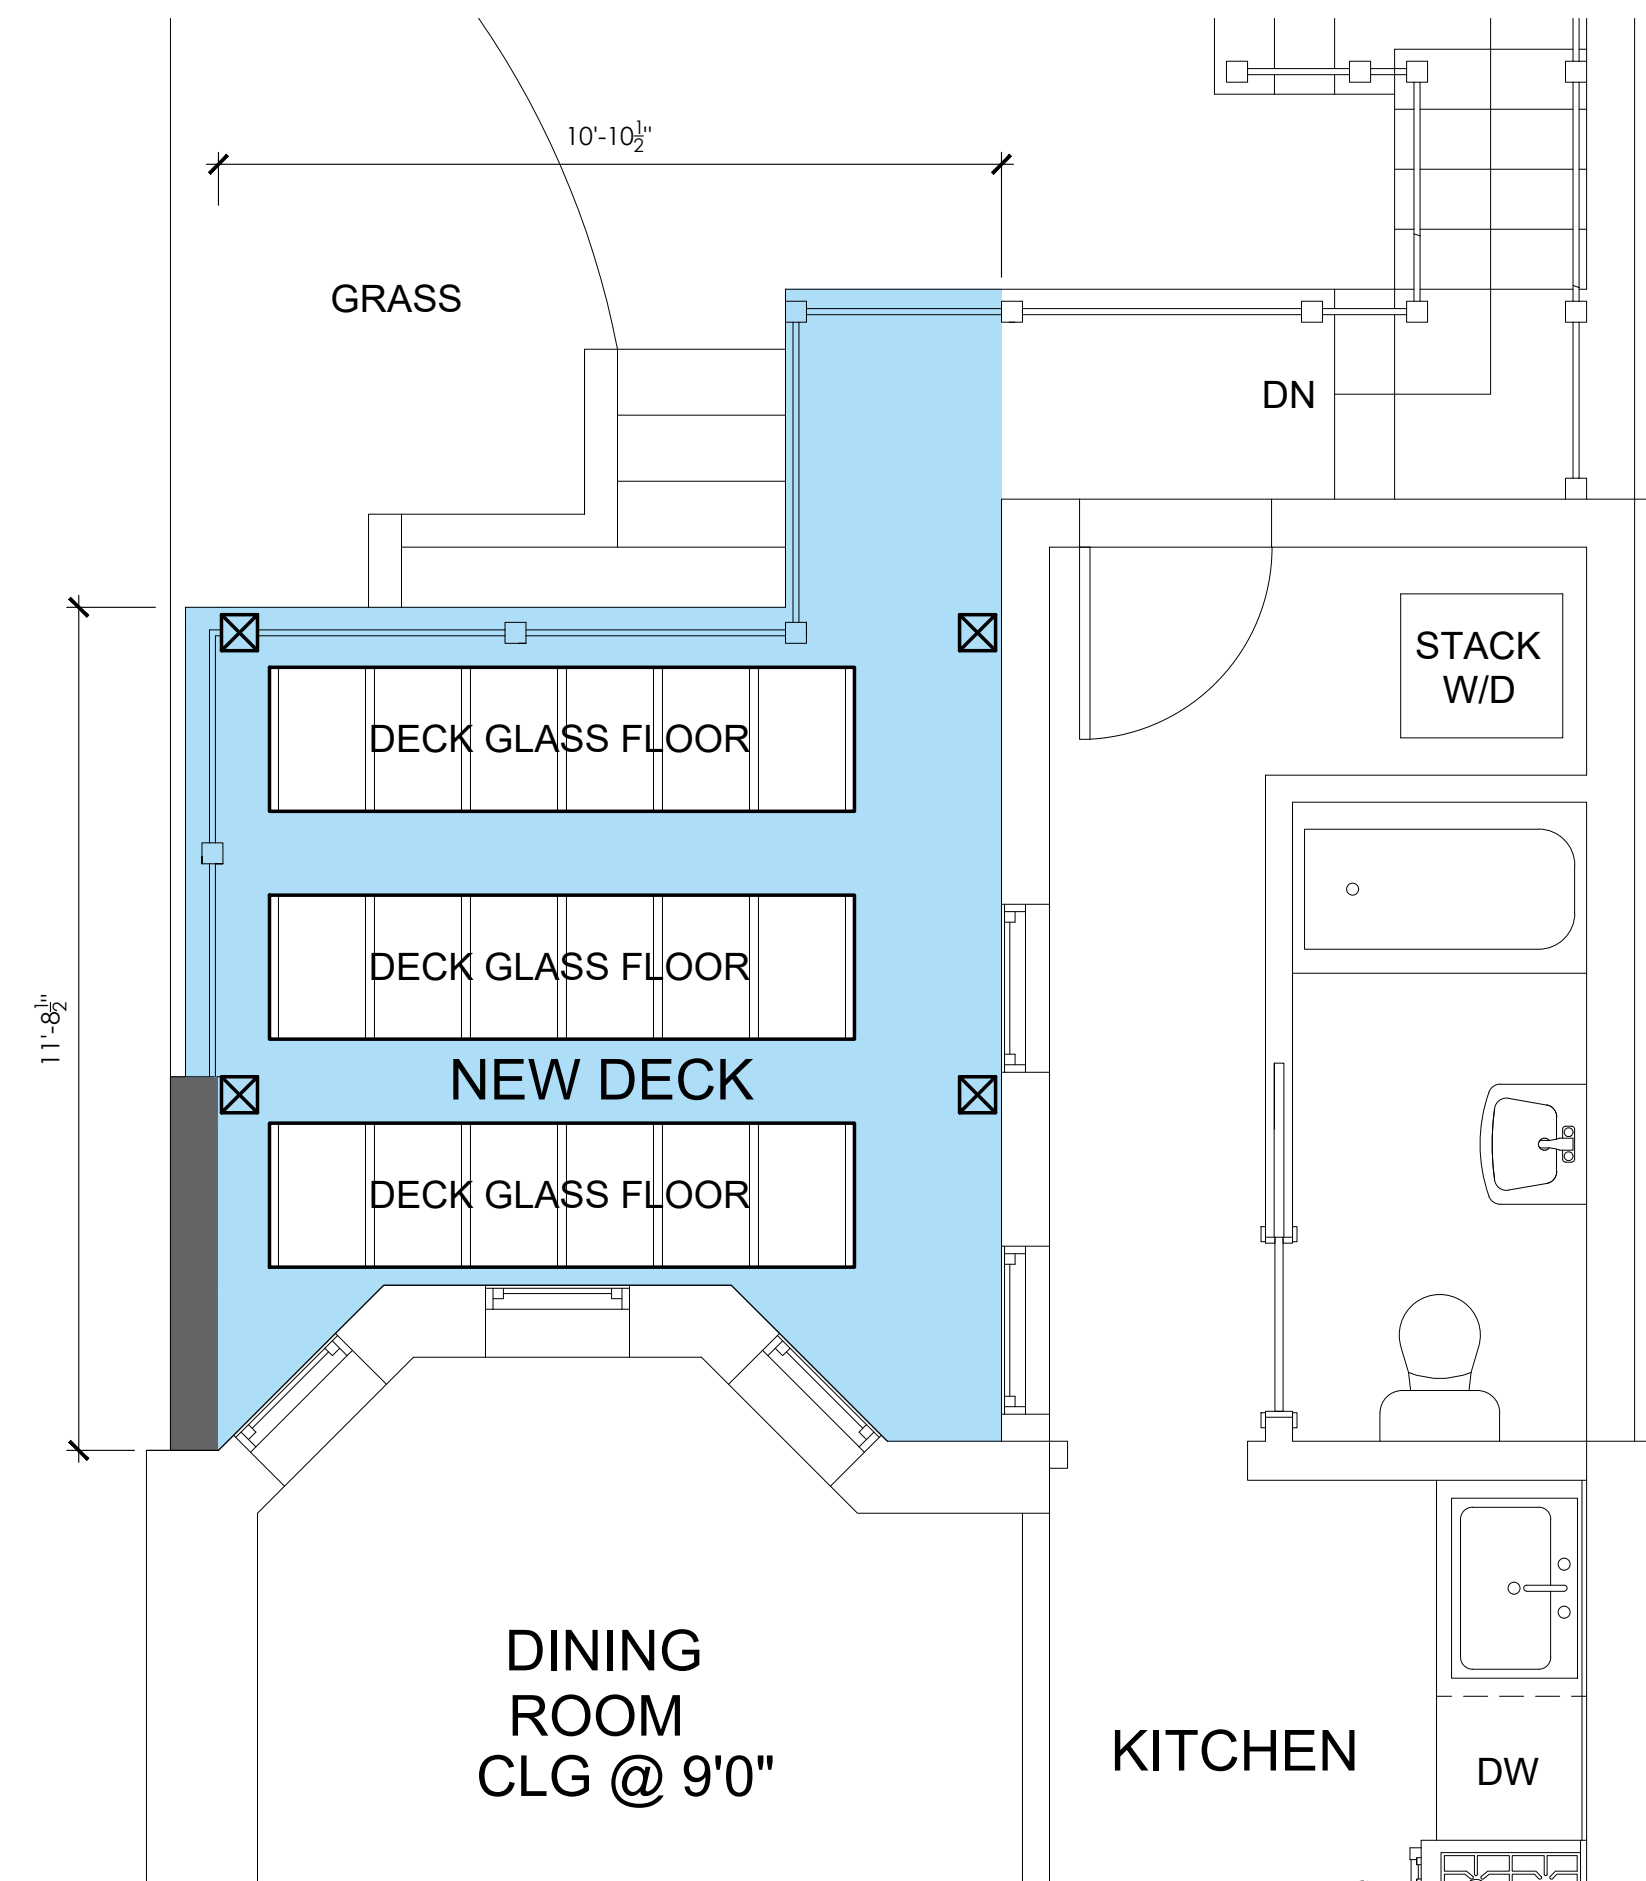 10'-10½"
GRASS
DN
STACK
W/D
DECK GLASS FLOOR
DECK GLASS FLOOR
11'-8½"
NEW DECK
DECK GLASS FLOOR
DINING
ROOM
CLG @ 9'0"
KITCHEN
DW